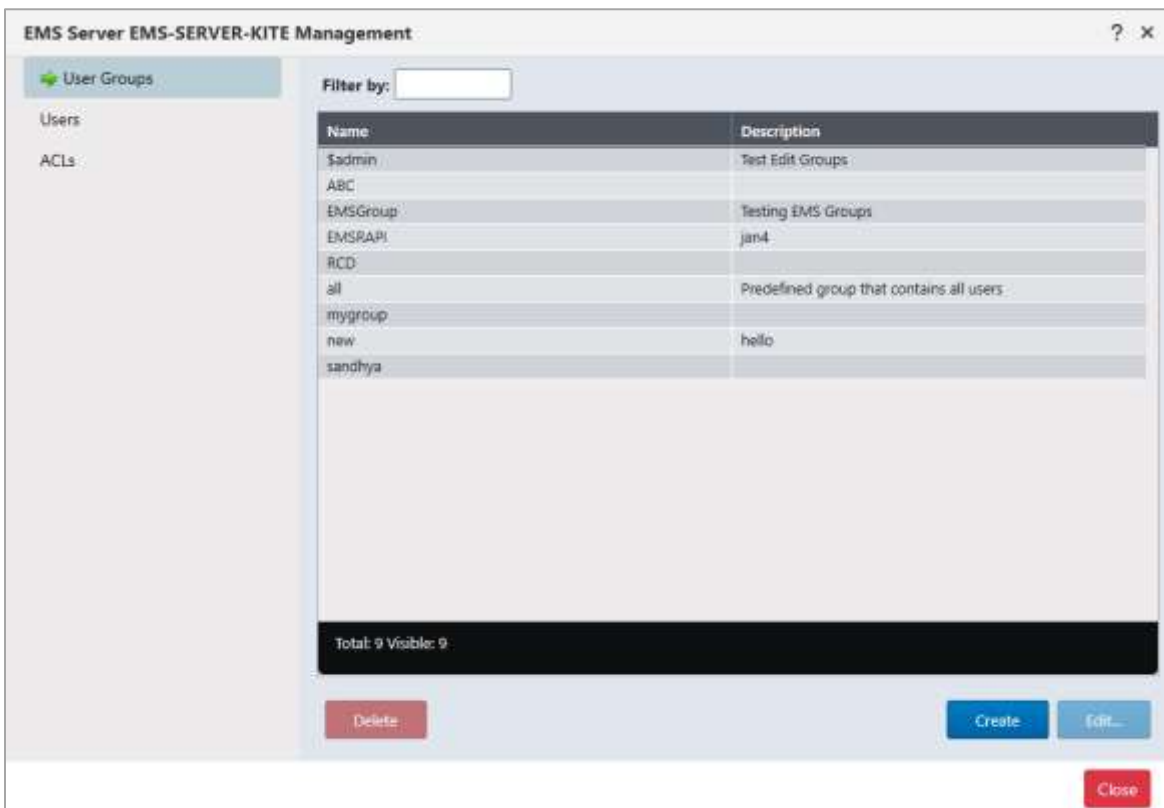 EMS Server EMS-SERVER-KITE Management ? ×
User Groups
Users
ACLs
Filter by:
Name Description
$admin Test Edit Groups
ABC
EMSGroup Testing EMS Groups
EMSRAPI jan4
RCD
all Predefined group that contains all users
mygroup
new hello
sandhya
Total: 9 Visible: 9
Delete Create Edit...
Close